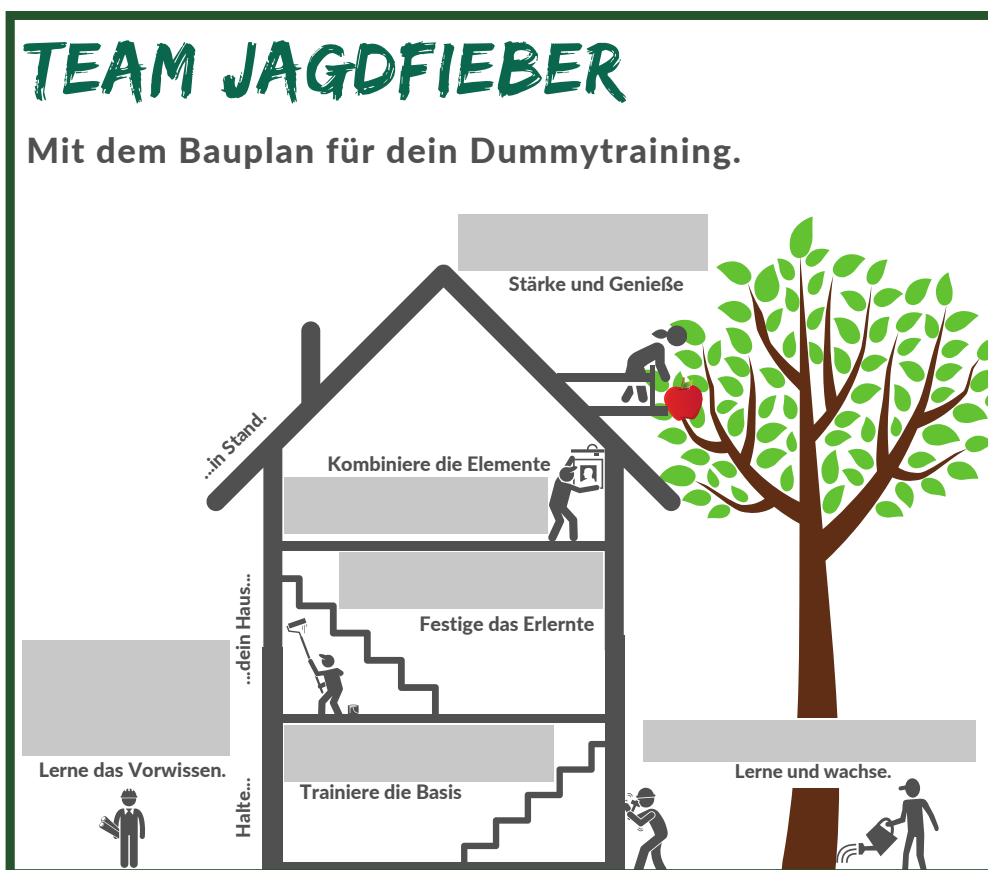 TEAM JAGDFIEBER
Mit dem Bauplan für dein Dummytraining.
Stärke und Genieße
...in Stand.
Kombiniere die Elemente
...dein Haus...
Festige das Erlernte
Lerne das Vorwissen.
Halte...
Trainiere die Basis
Lerne und wachse.